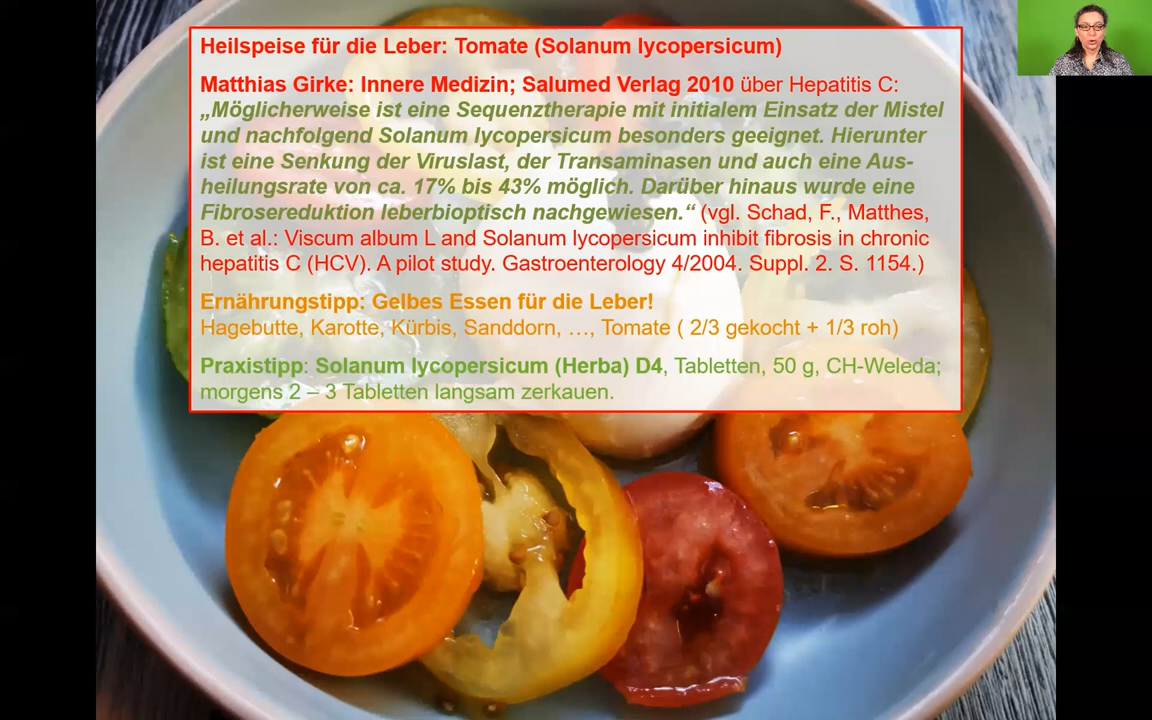 Heilspeise für die Leber: Tomate (Solanum lycopersicum)
Matthias Girke: Innere Medizin; Salumed Verlag 2010 über Hepatitis C:
„Möglicherweise ist eine Sequenztherapie mit initialem Einsatz der Mistel
und nachfolgend Solanum lycopersicum besonders geeignet. Hierunter
ist eine Senkung der Viruslast, der Transaminasen und auch eine Aus-
heilungsrate von ca. 17% bis 43% möglich. Darüber hinaus wurde eine
Fibrosereduktion leberbioptisch nachgewiesen.“ (vgl. Schad, F., Matthes,
B. et al.: Viscum album L and Solanum lycopersicum inhibit fibrosis in chronic
hepatitis C (HCV). A pilot study. Gastroenterology 4/2004. Suppl. 2. S. 1154.)
Ernährungstipp: Gelbes Essen für die Leber!
Hagebutte, Karotte, Kürbis, Sanddorn, …, Tomate ( 2/3 gekocht + 1/3 roh)
Praxistipp: Solanum lycopersicum (Herba) D4, Tabletten, 50 g, CH-Weleda;
morgens 2 – 3 Tabletten langsam zerkauen.